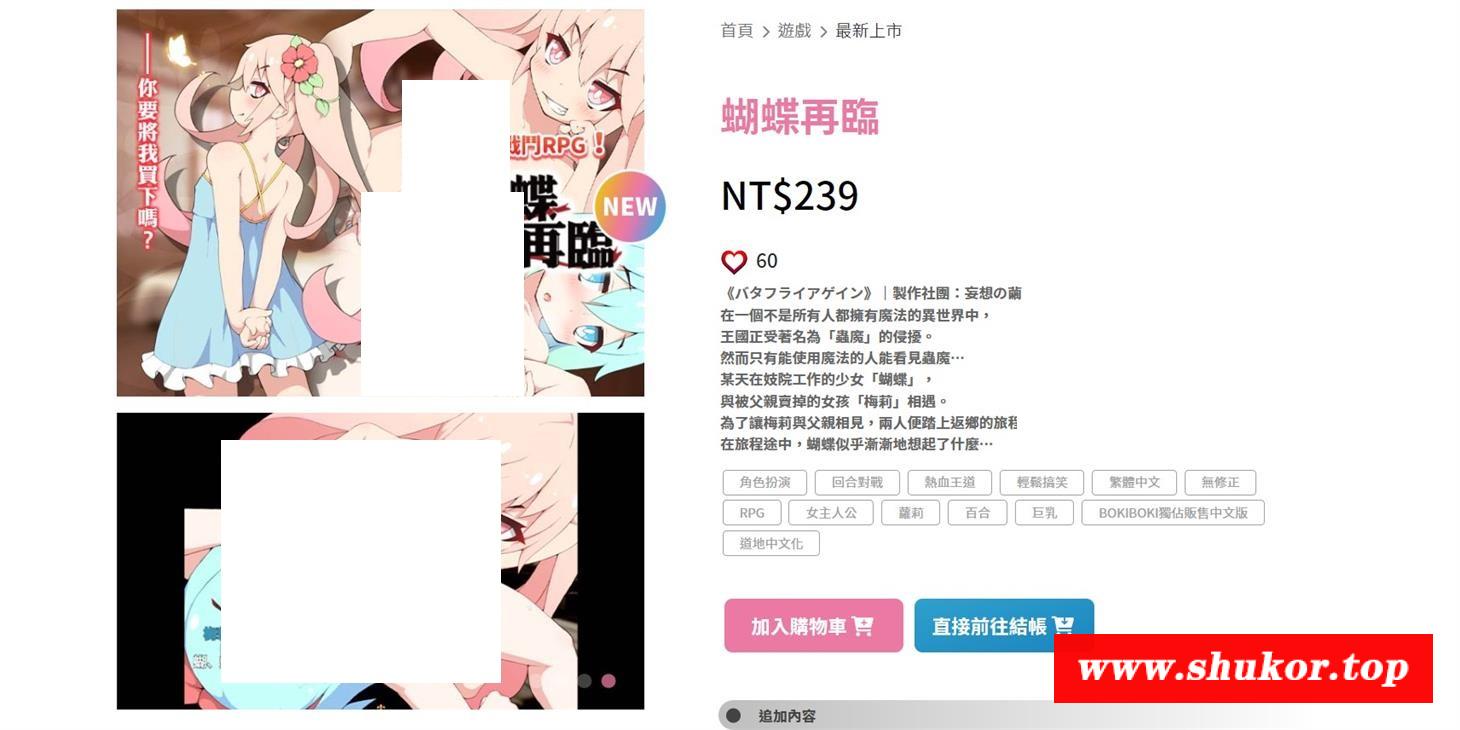 首頁 > 遊戲 > 最新上市
蝴蝶再臨
NT$239
60
《バタフライアゲイン》｜製作社團：妄想の繭
在一個不是所有人都擁有魔法的異世界中，
王國正受著名為「蟲魔」的侵擾。
然而只有能使用魔法的人能看見蟲魔…
某天在妓院工作的少女「蝴蝶」，
與被父親賣掉的女孩「梅莉」相遇。
為了讓梅莉與父親相見，兩人便踏上返鄉的旅程
在旅程途中，蝴蝶似乎漸漸地想起了什麼…
角色扮演 回合對戰 熱血王道 輕鬆搞笑 繁體中文 無修正
RPG 女主人公 蘿莉 百合 巨乳 BOKIBOKI獨佔販售中文版
道地中文化
加入購物車 直接前往結帳
www.shukor.top
追加內容
──你要將我買下嗎？
戰鬥RPG！
蝶
再臨
NEW